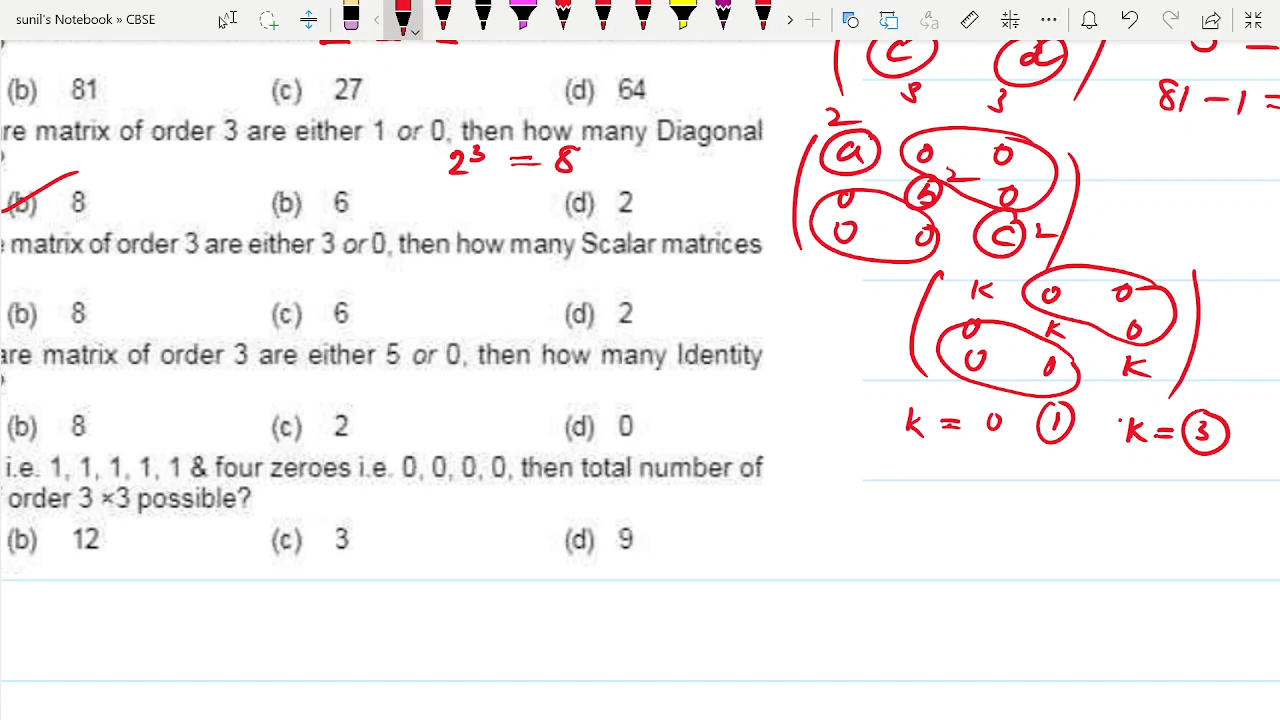 sunil's Notebook » CBSE
(b) 81 (c) 27 (d) 64
re matrix of order 3 are either 1 or 0, then how many Diagonal
?
2³ = 8
(b) 8 (b) 6 (d) 2
matrix of order 3 are either 3 or 0, then how many Scalar matrices
(b) 8 (c) 6 (d) 2
are matrix of order 3 are either 5 or 0, then how many Identity
?
(b) 8 (c) 2 (d) 0
i.e. 1, 1, 1, 1, 1 & four zeroes i.e. 0, 0, 0, 0, then total number of
order 3 ×3 possible?
(b) 12 (c) 3 (d) 9
c d
3
81 – 1 =
2
a 0 0
0 b 2 0
0 0 c 2
K 0 0
0 K 0
0 0 K
K = 0 1 K = 3